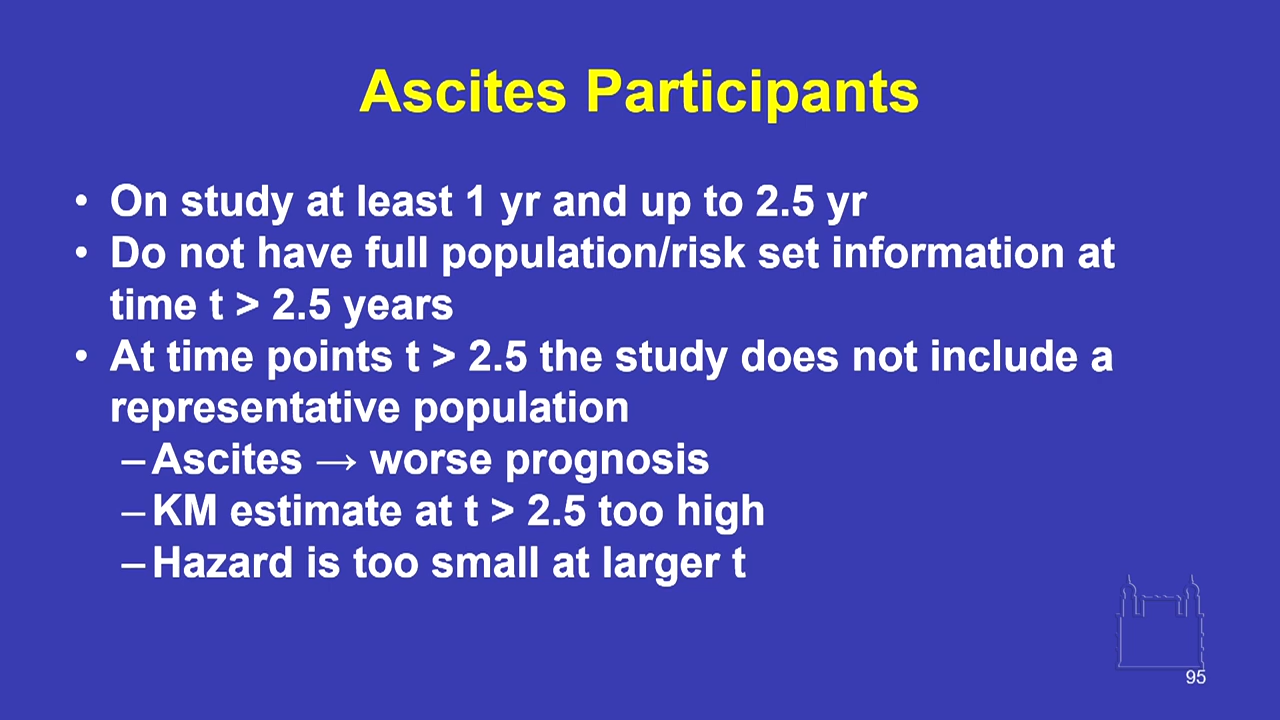 Ascites Participants
• On study at least 1 yr and up to 2.5 yr
• Do not have full population/risk set information at
time t > 2.5 years
• At time points t > 2.5 the study does not include a
representative population
– Ascites → worse prognosis
– KM estimate at t > 2.5 too high
– Hazard is too small at larger t
95